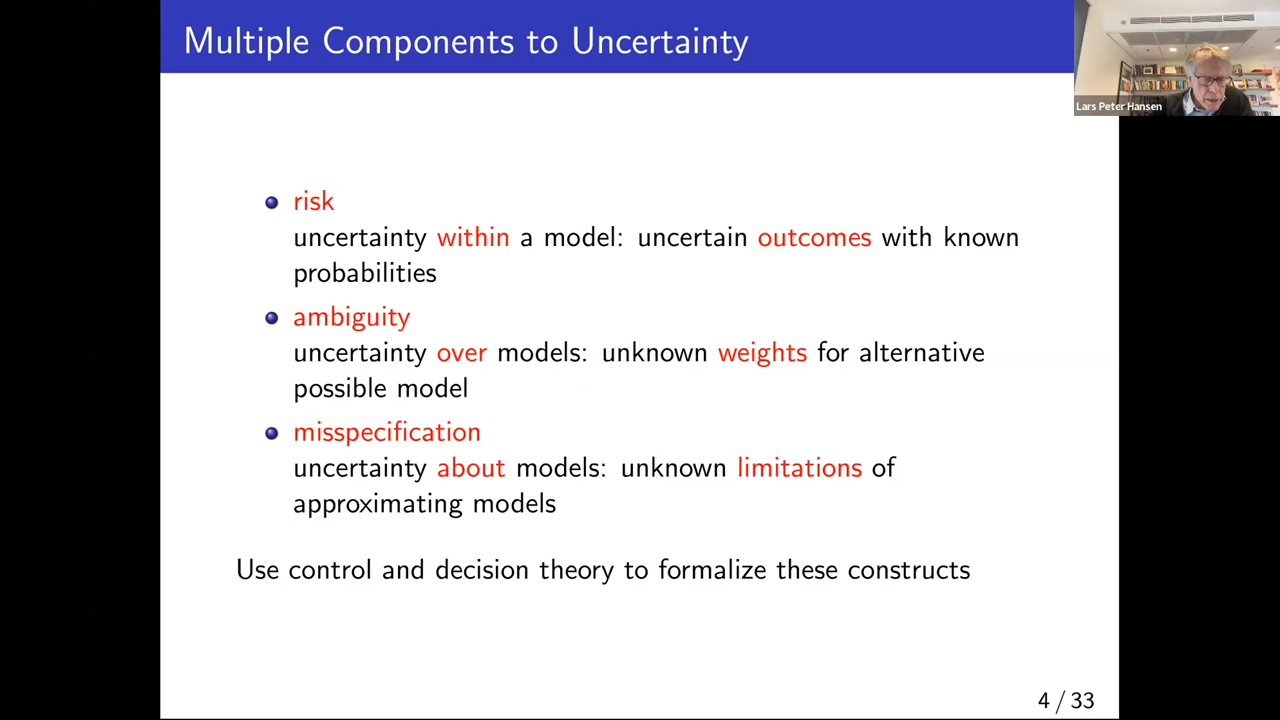 Multiple Components to Uncertainty
Lars Peter Hansen
risk
uncertainty within a model: uncertain outcomes with known
probabilities
ambiguity
uncertainty over models: unknown weights for alternative
possible model
misspecification
uncertainty about models: unknown limitations of
approximating models
Use control and decision theory to formalize these constructs
4 / 33